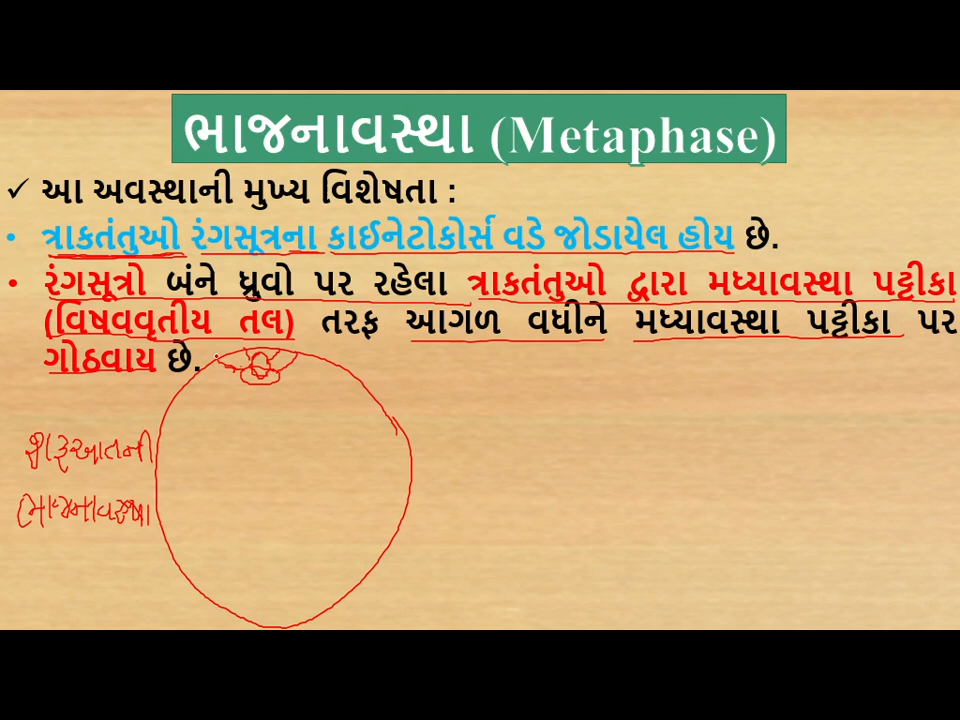 ભાજનાવસ્થા (Metaphase)
✓ આ અવસ્થાની મુખ્ય વિશેષતા :
• ત્રાકતંતુઓ રંગસૂત્રના કાઈનેટોકોર્સ વડે જોડાયેલ હોય છે.
• રંગસૂત્રો બંને ધ્રુવો પર રહેલા ત્રાકતંતુઓ દ્વારા મધ્યાવસ્થા પટ્ટીકા
(વિષવવૃતીય તલ) તરફ આગળ વધીને મધ્યાવસ્થા પટ્ટીકા પર
ગોઠવાય છે.
શરૂઆતની
ભાજનાવસ્થા